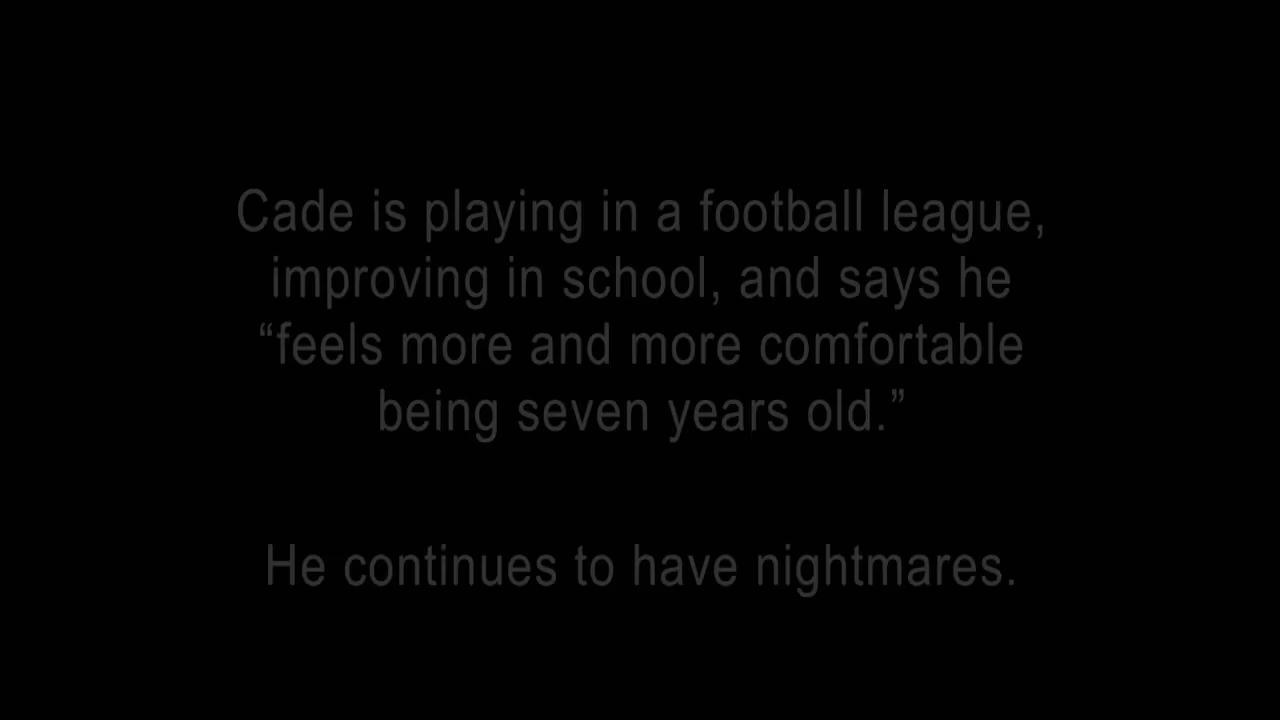 Cade is playing in a football league,
improving in school, and says he
“feels more and more comfortable
being seven years old.”
He continues to have nightmares.